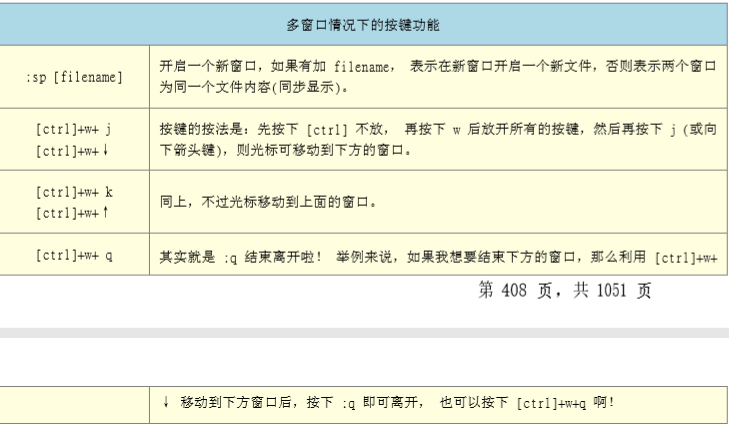 多窗口情况下的按键功能
:sp [filename]
开启一个新窗口，如果有加 filename， 表示在新窗口开启一个新文件，否则表示两个窗口
为同一个文件内容(同步显示)。
[ctrl]+w+ j
[ctrl]+w+↓
按键的按法是：先按下 [ctrl] 不放， 再按下 w 后放开所有的按键，然后再按下 j (或向
下箭头键)，则光标可移动到下方的窗口。
[ctrl]+w+ k
[ctrl]+w+↑
同上，不过光标移动到上面的窗口。
[ctrl]+w+ q
其实就是 :q 结束离开啦！ 举例来说，如果我想要结束下方的窗口，那么利用 [ctrl]+w+
第 408 页，共 1051 页
↓ 移动到下方窗口后，按下 :q 即可离开， 也可以按下 [ctrl]+w+q 啊！